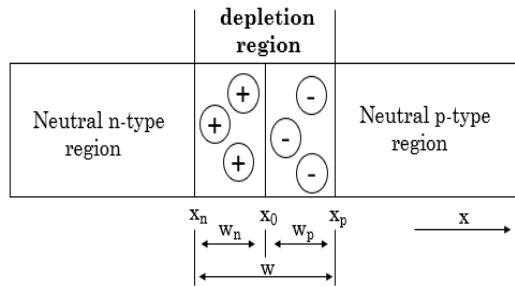 depletion
region
Neutral n-type
region
+
+
+
-
-
-
Neutral p-type
region
xn x0 xp x
wn wp
w